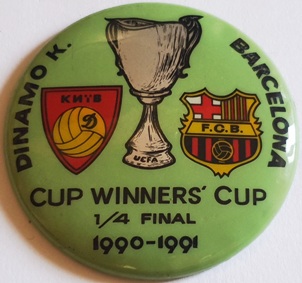 DINAMO K.
BARCELONA
КИЇВ
Д
UEFA
F.C.B.
CUP WINNERS' CUP
1/4 FINAL
1990-1991